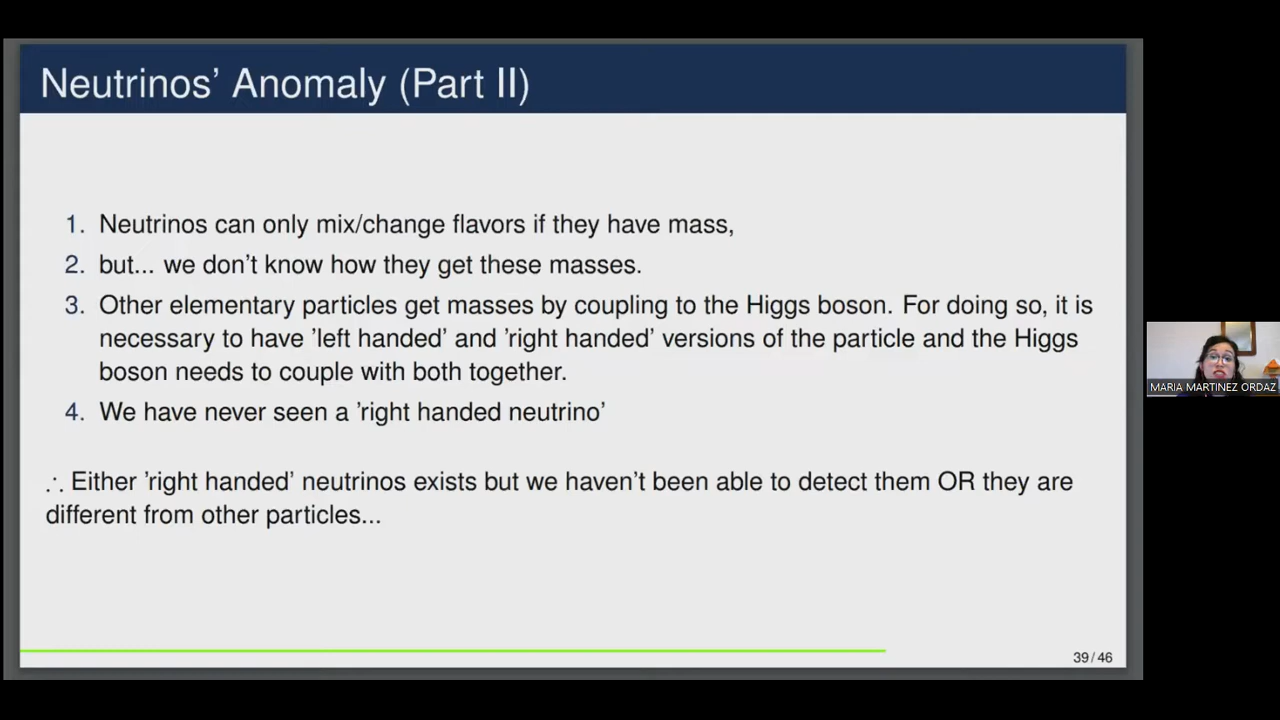 Neutrinos' Anomaly (Part II)
1. Neutrinos can only mix/change flavors if they have mass,
2. but... we don't know how they get these masses.
3. Other elementary particles get masses by coupling to the Higgs boson. For doing so, it is
necessary to have 'left handed' and 'right handed' versions of the particle and the Higgs
boson needs to couple with both together.
4. We have never seen a 'right handed neutrino'
∴ Either 'right handed' neutrinos exists but we haven't been able to detect them OR they are
different from other particles...
39/46
MARIA MARTINEZ ORDAZ